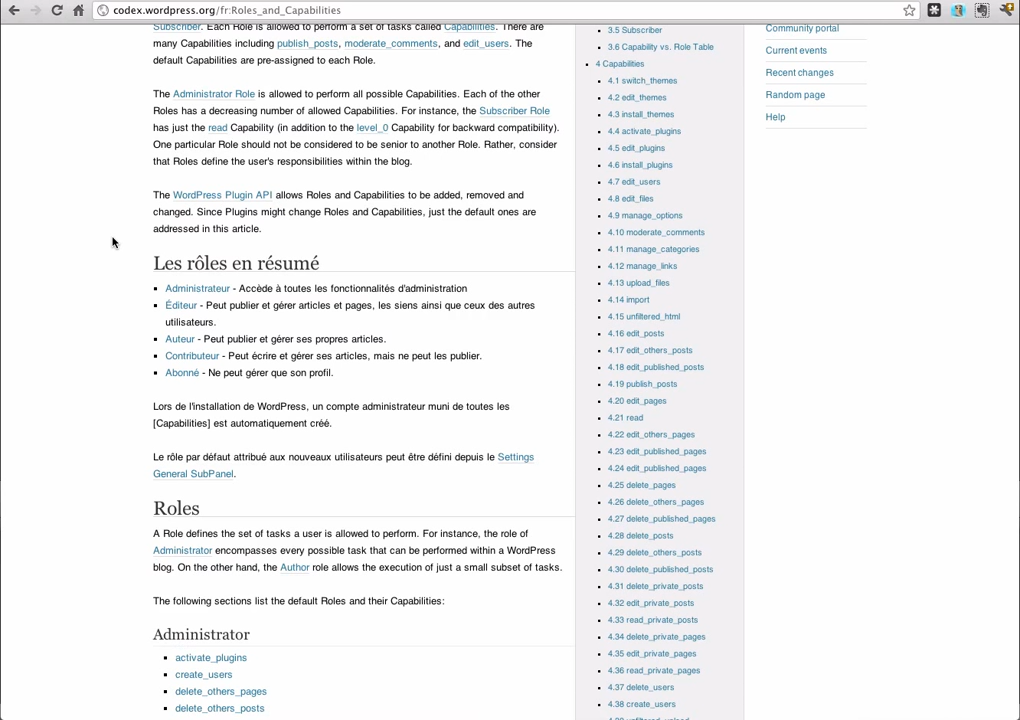 codex.wordpress.org/fr:Roles_and_Capabilities
Subscriber. Each Role is allowed to perform a set of tasks called Capabilities. There are
many Capabilities including publish_posts, moderate_comments, and edit_users. The
default Capabilities are pre-assigned to each Role.
The Administrator Role is allowed to perform all possible Capabilities. Each of the other
Roles has a decreasing number of allowed Capabilities. For instance, the Subscriber Role
has just the read Capability (in addition to the level_0 Capability for backward compatibility).
One particular Role should not be considered to be senior to another Role. Rather, consider
that Roles define the user's responsibilities within the blog.
The WordPress Plugin API allows Roles and Capabilities to be added, removed and
changed. Since Plugins might change Roles and Capabilities, just the default ones are
addressed in this article.
Les rôles en résumé
Administrateur - Accède à toutes les fonctionnalités d'administration
Éditeur - Peut publier et gérer articles et pages, les siens ainsi que ceux des autres
utilisateurs.
Auteur - Peut publier et gérer ses propres articles.
Contributeur - Peut écrire et gérer ses articles, mais ne peut les publier.
Abonné - Ne peut gérer que son profil.
Lors de l'installation de WordPress, un compte administrateur muni de toutes les
[Capabilities] est automatiquement créé.
Le rôle par défaut attribué aux nouveaux utilisateurs peut être défini depuis le Settings
General SubPanel.
Roles
A Role defines the set of tasks a user is allowed to perform. For instance, the role of
Administrator encompasses every possible task that can be performed within a WordPress
blog. On the other hand, the Author role allows the execution of just a small subset of tasks.
The following sections list the default Roles and their Capabilities:
Administrator
activate_plugins
create_users
delete_others_pages
delete_others_posts
3.5 Subscriber
3.6 Capability vs. Role Table
4 Capabilities
4.1 switch_themes
4.2 edit_themes
4.3 install_themes
4.4 activate_plugins
4.5 edit_plugins
4.6 install_plugins
4.7 edit_users
4.8 edit_files
4.9 manage_options
4.10 moderate_comments
4.11 manage_categories
4.12 manage_links
4.13 upload_files
4.14 import
4.15 unfiltered_html
4.16 edit_posts
4.17 edit_others_posts
4.18 edit_published_posts
4.19 publish_posts
4.20 edit_pages
4.21 read
4.22 edit_others_pages
4.23 edit_published_pages
4.24 edit_published_pages
4.25 delete_pages
4.26 delete_others_pages
4.27 delete_published_pages
4.28 delete_posts
4.29 delete_others_posts
4.30 delete_published_posts
4.31 delete_private_posts
4.32 edit_private_posts
4.33 read_private_posts
4.34 delete_private_pages
4.35 edit_private_pages
4.36 read_private_pages
4.37 delete_users
4.38 create_users
Community portal
Current events
Recent changes
Random page
Help